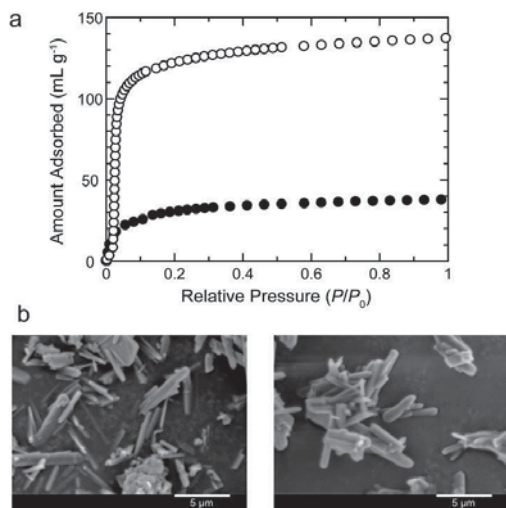 a
150
100
50
0
Amount Adsorbed (mL g⁻¹)
0 0.2 0.4 0.6 0.8 1
Relative Pressure (P/P₀)
b
5 μm
5 μm